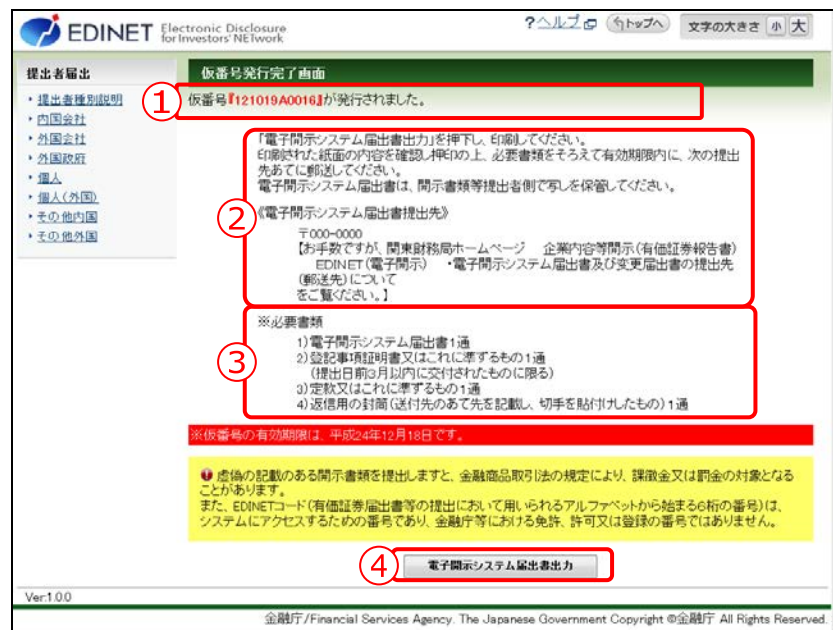 EDINET Electronic Disclosure for Investors' NETwork
?ヘルプ トップへ 文字の大きさ 小 大
提出者届出
・提出者種別説明
・内国会社
・外国会社
・外国政府
・個人
・個人(外国)
・その他内国
・その他外国
仮番号発行完了画面
① 仮番号『121019A0016』が発行されました。
②
「電子開示システム届出書出力」を押下し、印刷してください。
印刷された紙面の内容を確認し押印の上、必要書類をそろえて有効期限内に、次の提出
先あてに郵送してください。
電子開示システム届出書は、開示書類等提出者側で写しを保管してください。
《電子開示システム届出書提出先》
〒000-0000
【お手数ですが、関東財務局ホームページ 企業内容等開示(有価証券報告書)
EDINET(電子開示) ・電子開示システム届出書及び変更届出書の提出先
(郵送先)について
をご覧ください。】
③
※必要書類
1)電子開示システム届出書1通
2)登記事項証明書又はこれに準ずるもの1通
(提出日前3月以内に交付されたものに限る)
3)定款又はこれに準ずるもの1通
4)返信用の封筒(送付先のあて先を記載し、切手を貼付けしたもの)1通
※仮番号の有効期限は、平成24年12月18日です。
虚偽の記載のある開示書類を提出しますと、金融商品取引法の規定により、課徴金又は罰金の対象となる
ことがあります。
また、EDINETコード(有価証券届出書等の提出において用いられるアルファベットから始まる6桁の番号)は、
システムにアクセスするための番号であり、金融庁等における免許、許可又は登録の番号ではありません。
④ 電子開示システム届出書出力
Ver.1.0.0
金融庁/Financial Services Agency. The Japanese Government Copyright ©金融庁 All Rights Reserved.